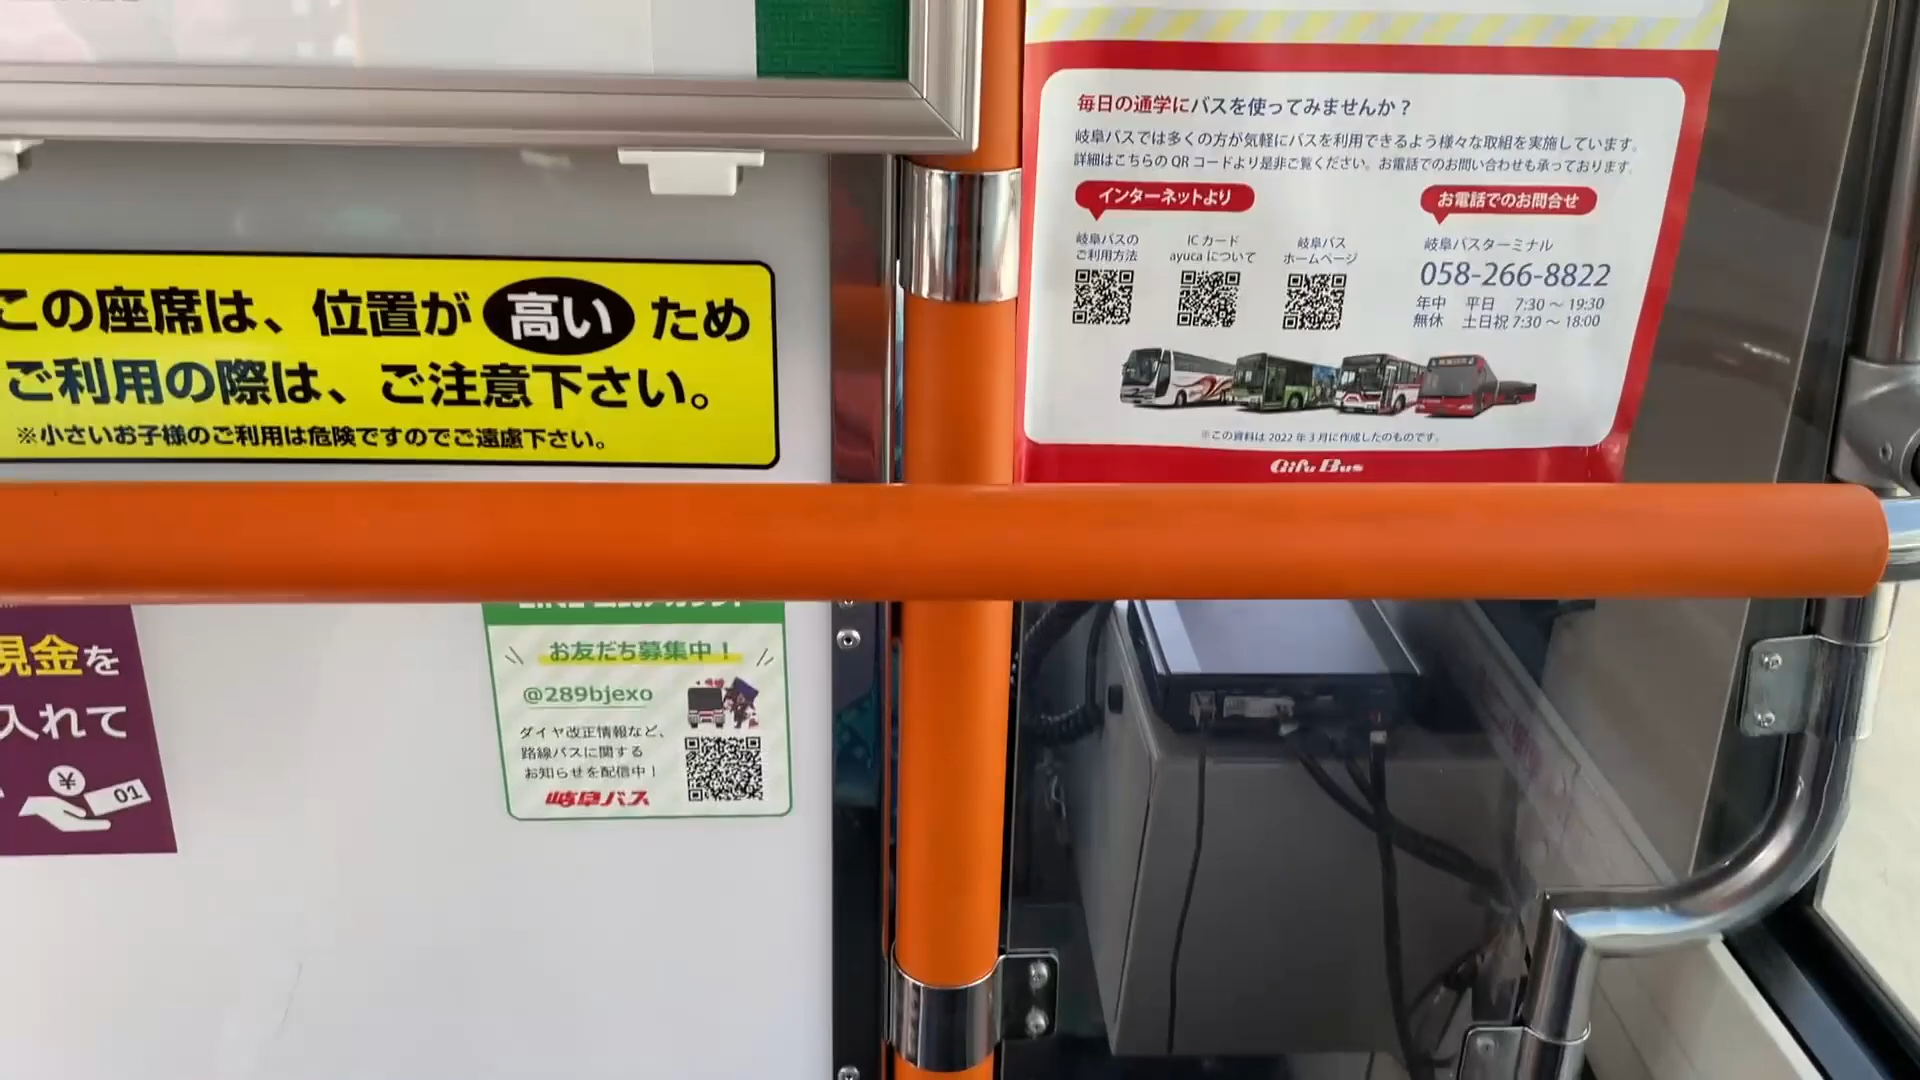 この座席は、位置が高いため
ご利用の際は、ご注意下さい。
※小さいお子様のご利用は危険ですのでご遠慮下さい。
現金を
入れて
¥
01
お友だち募集中！
@289bjexo
ダイヤ改正情報など、
路線バスに関する
お知らせを配信中！
岐阜バス
毎日の通学にバスを使ってみませんか？
岐阜バスでは多くの方が気軽にバスを利用できるよう様々な取組を実施しています。
詳細はこちらのQRコードより是非ご覧ください。お電話でのお問い合わせも承っております。
インターネットより
岐阜バスの
ご利用方法
ICカード
ayucaについて
岐阜バス
ホームページ
お電話でのお問合せ
岐阜バスターミナル
058-266-8822
年中 平日 7:30～19:30
無休 土日祝 7:30～18:00
※この資料は2022年3月に作成したのものです。
Gifu Bus